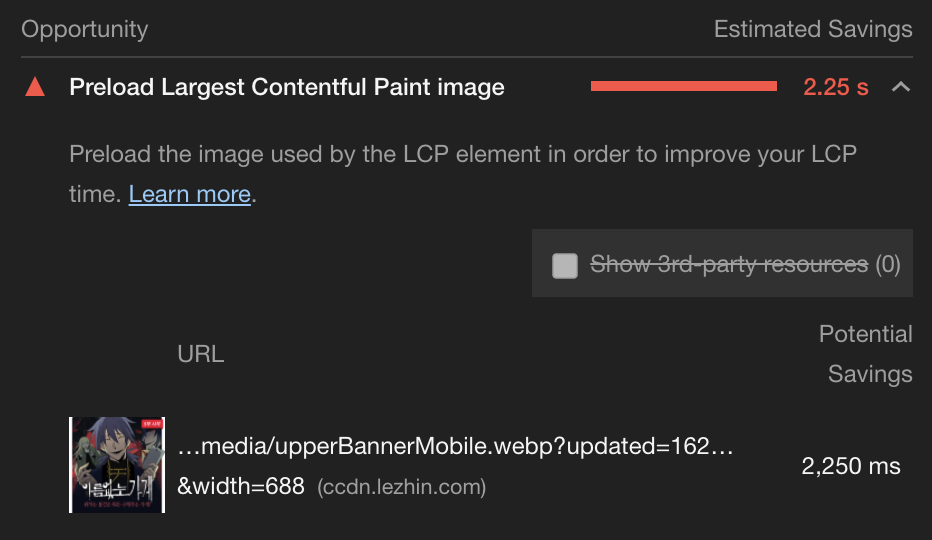 Opportunity
Estimated Savings
Preload Largest Contentful Paint image
2.25 s
Preload the image used by the LCP element in order to improve your LCP
time. Learn more.
Show 3rd-party resources (0)
URL
Potential
Savings
…media/upperBannerMobile.webp?updated=162…
&width=688 (ccdn.lezhin.com)
2,250 ms
이름없는 가게